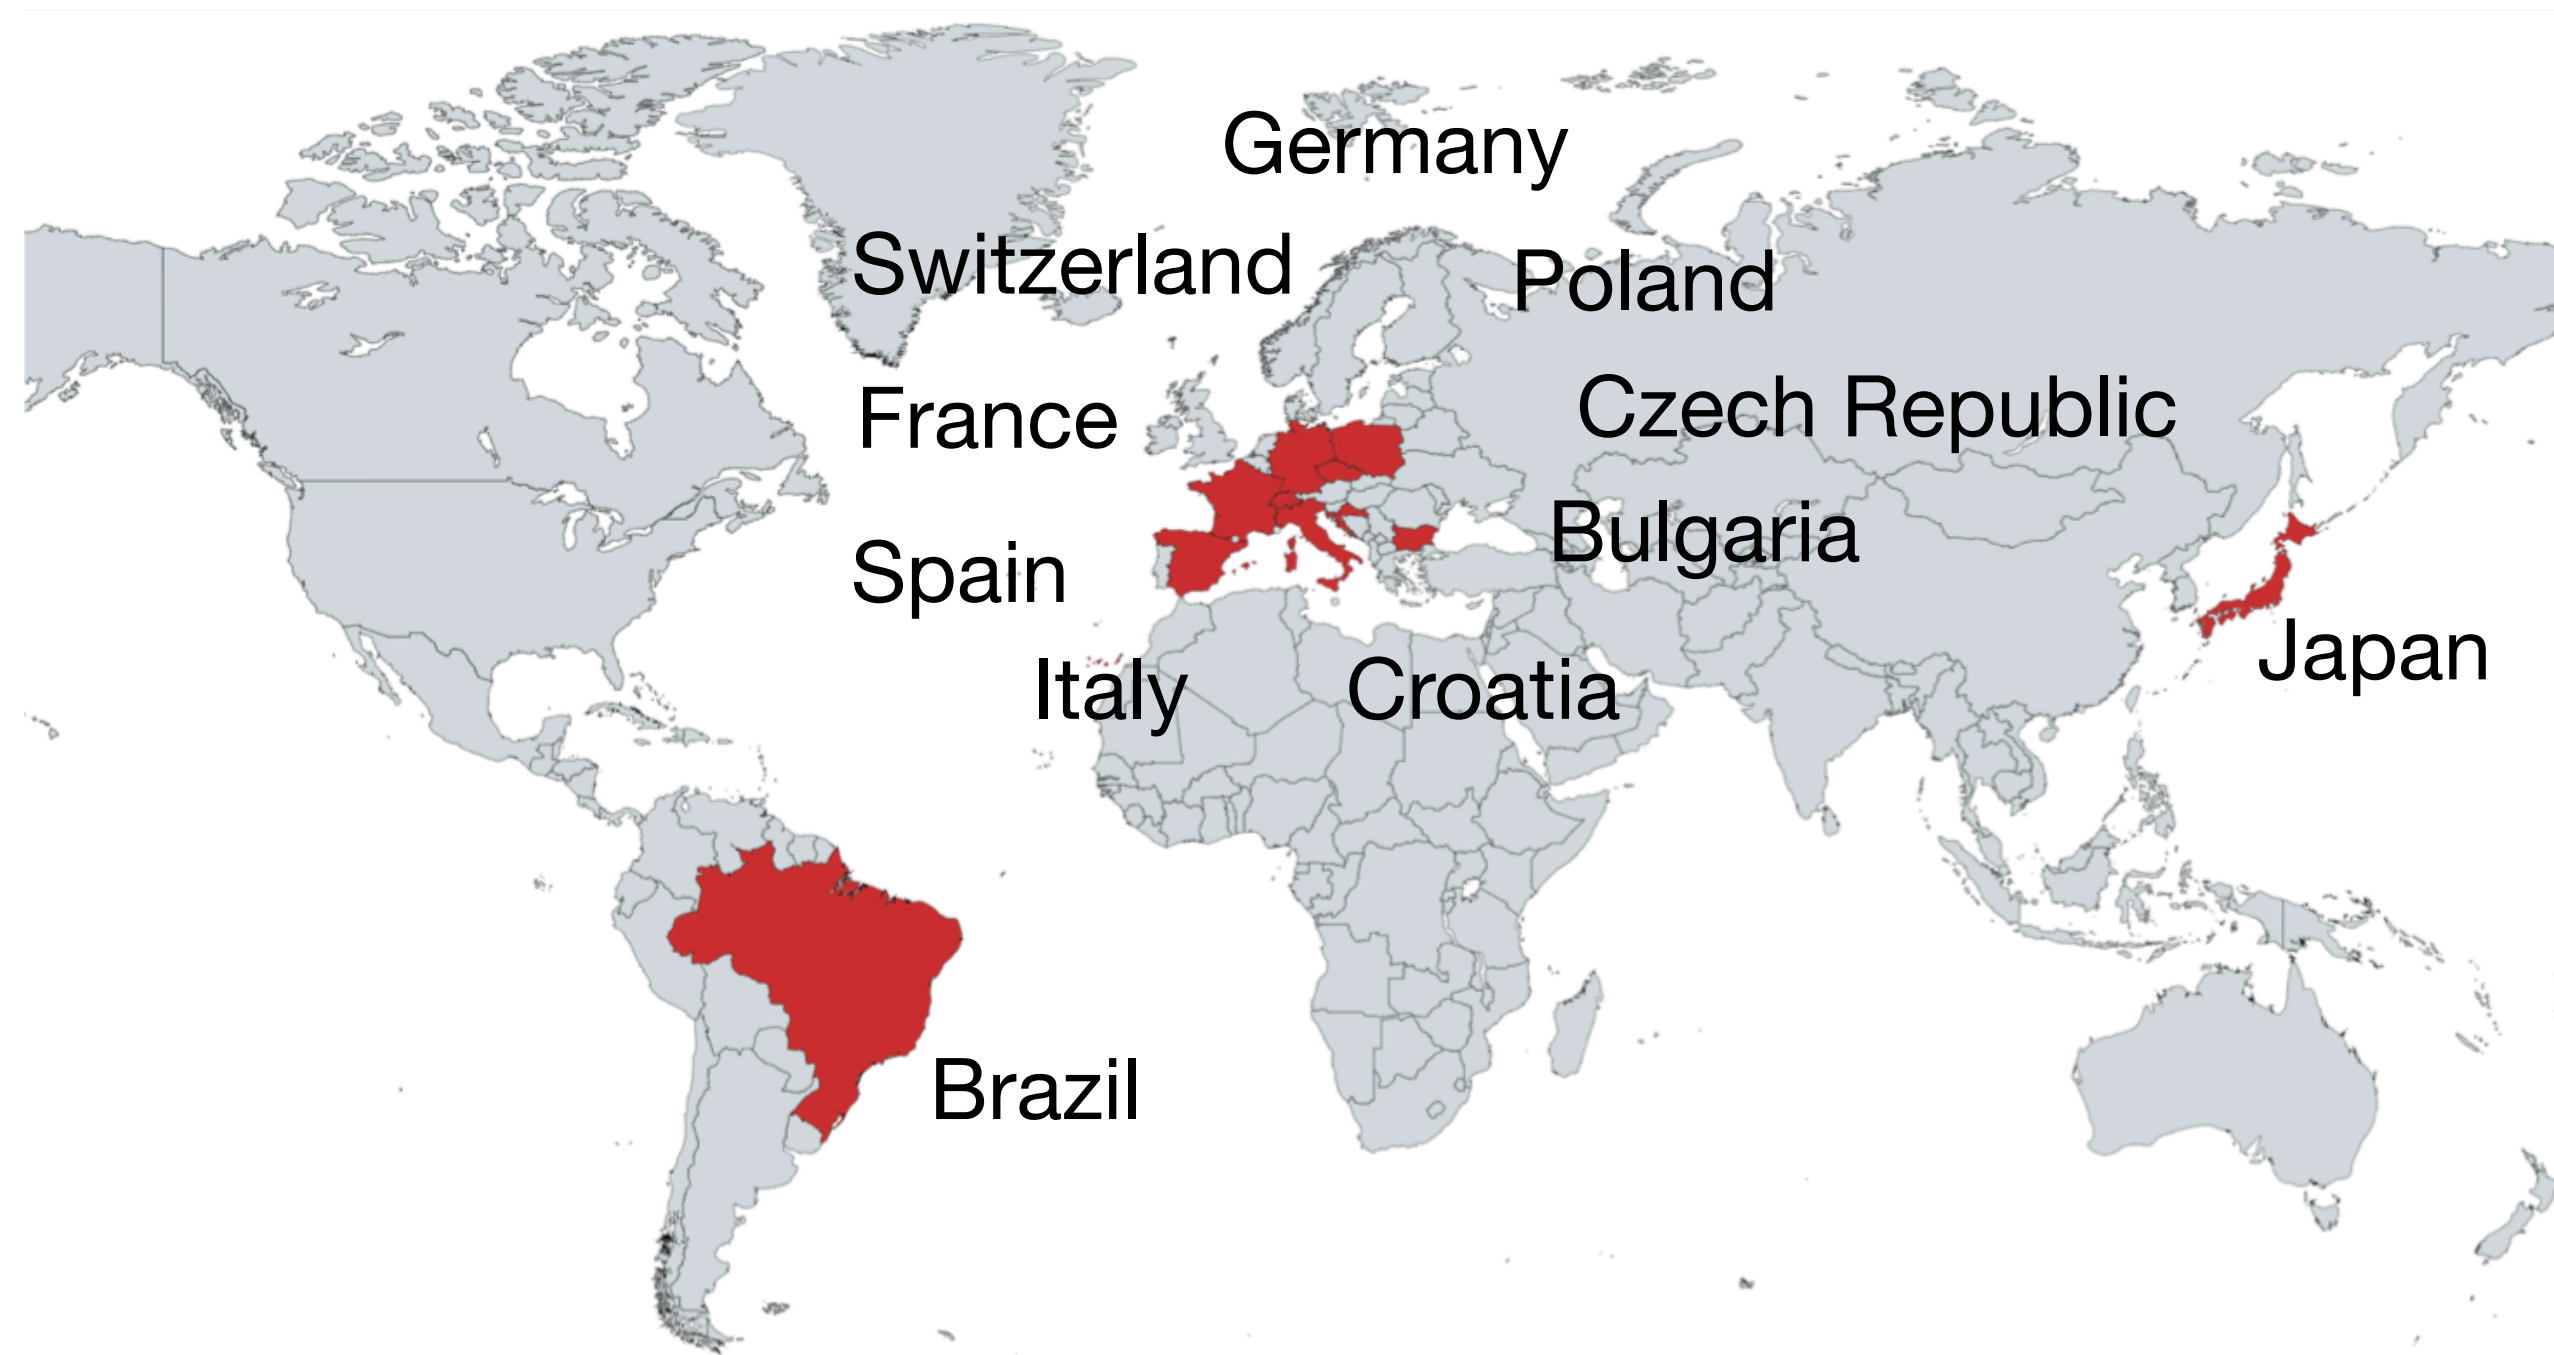 Germany
Switzerland
Poland
France
Czech Republic
Spain
Bulgaria
Italy
Croatia
Japan
Brazil